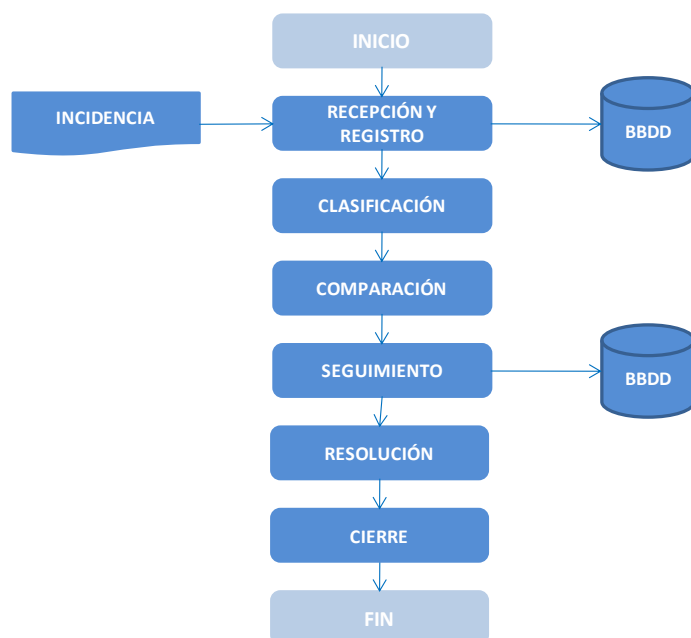 INICIO
INCIDENCIA
RECEPCIÓN Y
REGISTRO
BBDD
CLASIFICACIÓN
COMPARACIÓN
SEGUIMIENTO
BBDD
RESOLUCIÓN
CIERRE
FIN